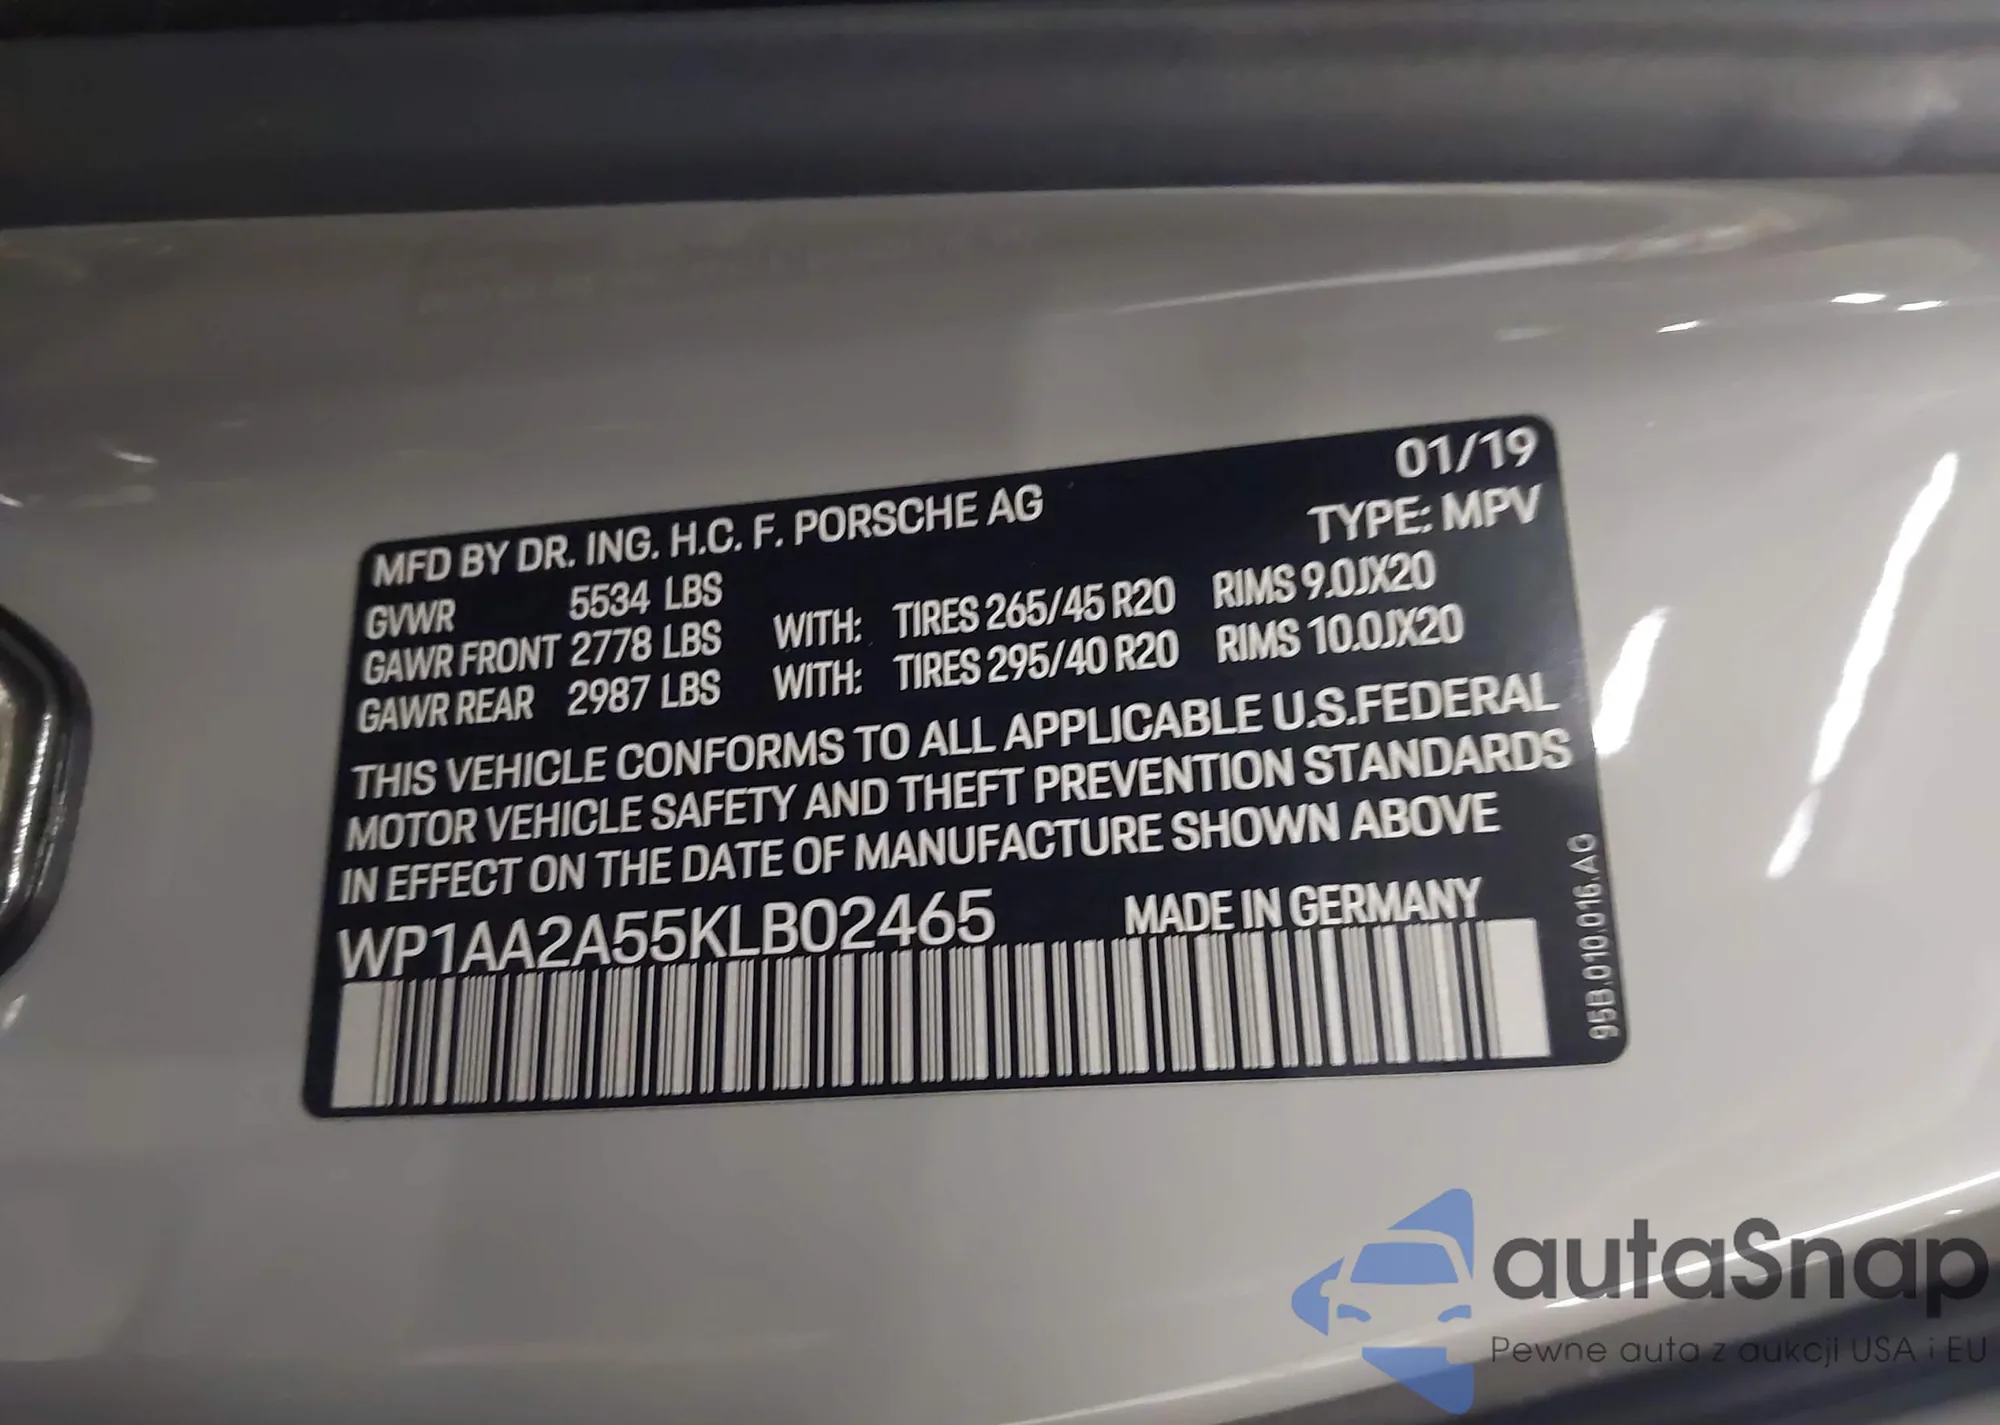 01/19
MFD BY DR. ING. H.C. F. PORSCHE AG
TYPE: MPV
GVWR 5534 LBS
GAWR FRONT 2778 LBS WITH: TIRES 265/45 R20 RIMS 9.0JX20
GAWR REAR 2987 LBS WITH: TIRES 295/40 R20 RIMS 10.0JX20
THIS VEHICLE CONFORMS TO ALL APPLICABLE U.S.FEDERAL
MOTOR VEHICLE SAFETY AND THEFT PREVENTION STANDARDS
IN EFFECT ON THE DATE OF MANUFACTURE SHOWN ABOVE
WP1AA2A55KLB02465 MADE IN GERMANY
95B.010.016.AG
autaSnap
Pewne auta z aukcji USA i EU